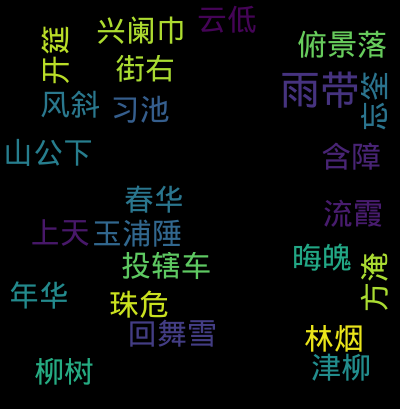 云低
兴阑巾
开筵
俯景落
街右
雨带
忘筌
风斜
习池
山公下
含障
春华
流霞
上天
玉浦陲
晦魄
投辖车
方淹
年华
珠危
回舞雪
林烟
津柳
柳树